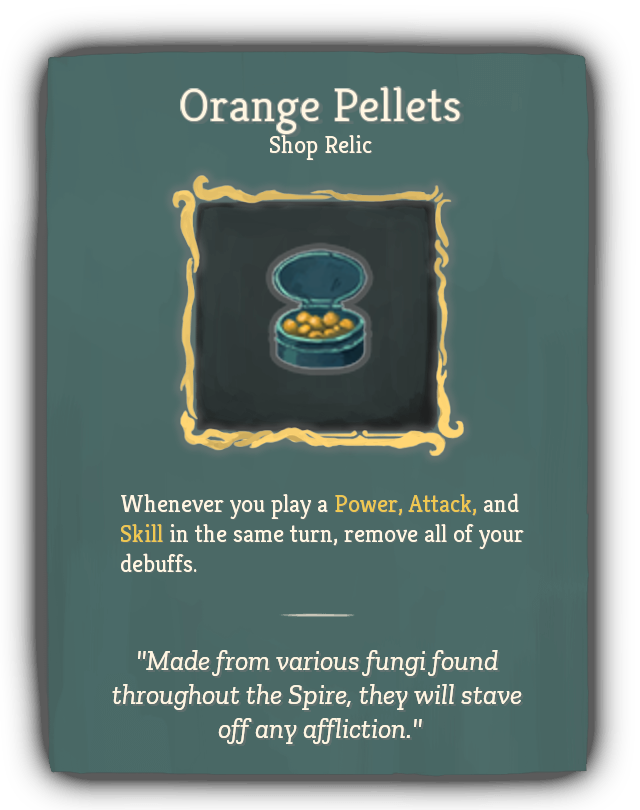 Orange Pellets
Shop Relic
Whenever you play a Power, Attack, and
Skill in the same turn, remove all of your
debuffs.
"Made from various fungi found
throughout the Spire, they will stave
off any affliction."